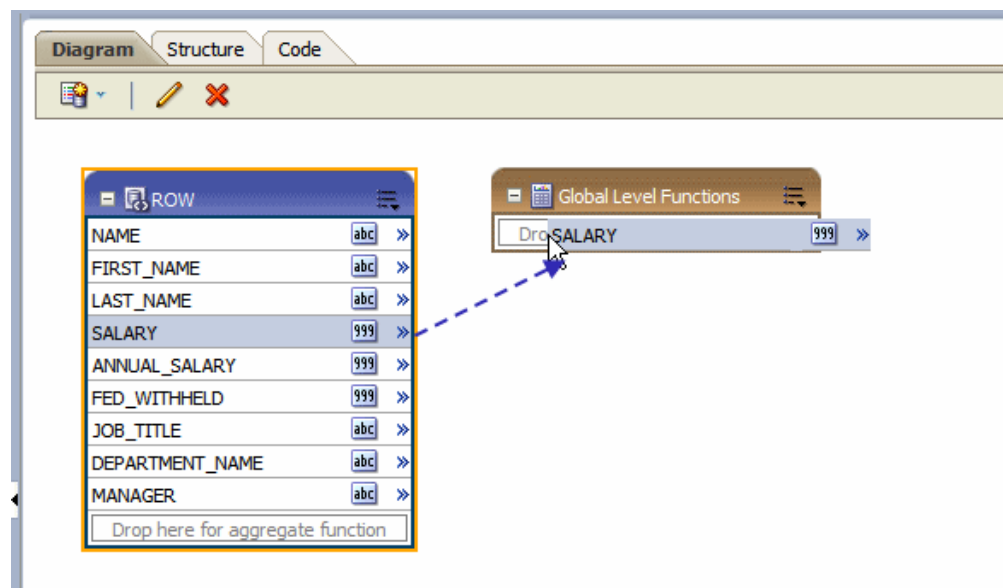 Diagram Structure Code
ROW
NAME abc
FIRST_NAME abc
LAST_NAME abc
SALARY 999
ANNUAL_SALARY 999
FED_WITHHELD 999
JOB_TITLE abc
DEPARTMENT_NAME abc
MANAGER abc
Drop here for aggregate function
Global Level Functions
Dro SALARY 999